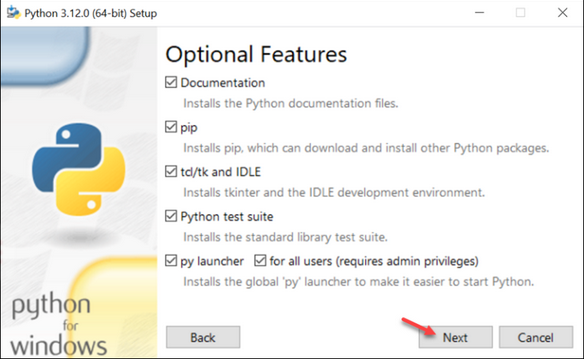 Python 3.12.0 (64-bit) Setup
Optional Features
Documentation
Installs the Python documentation files.
pip
Installs pip, which can download and install other Python packages.
tcl/tk and IDLE
Installs tkinter and the IDLE development environment.
Python test suite
Installs the standard library test suite.
py launcher for all users (requires admin privileges)
Installs the global 'py' launcher to make it easier to start Python.
python
for
windows
Back Next Cancel